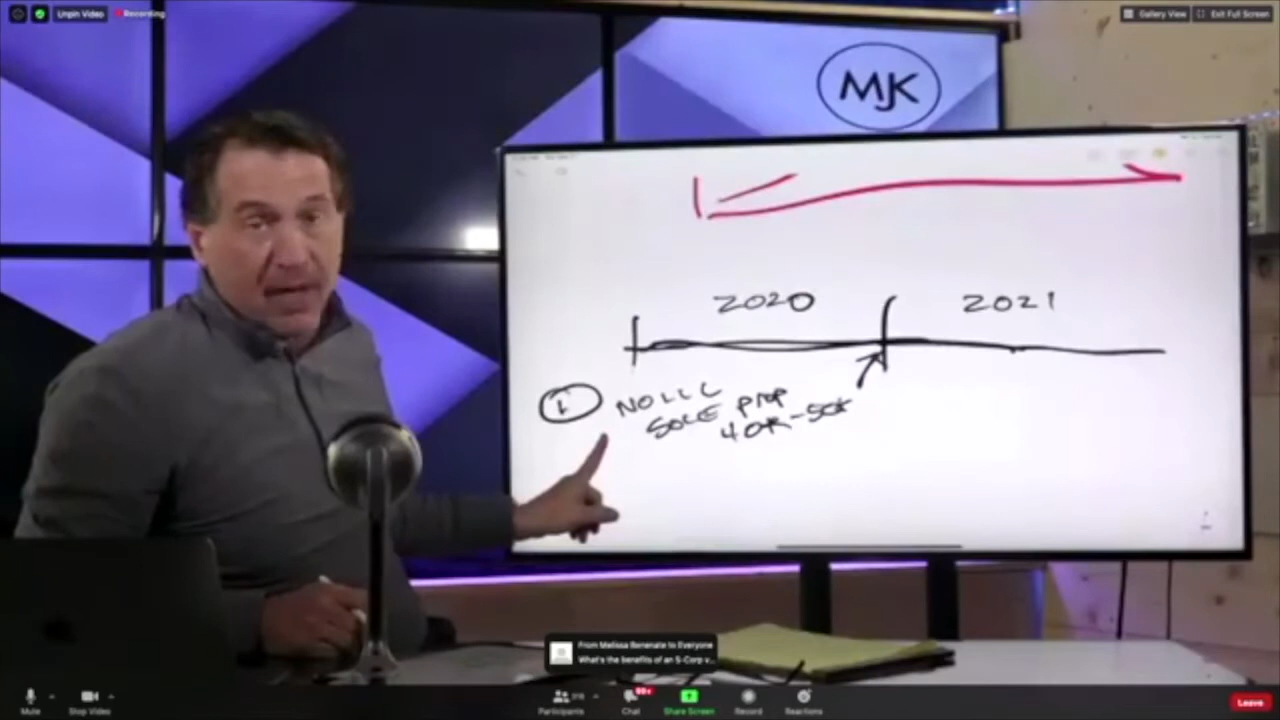 Unpin Video
Recording
Gallery View
Exit Full Screen
MJK
2020
2021
1
NO LLC
SOLE prop
40K-50K
From Melissa Benenate to Everyone
What's the benefits of an S-Corp v...
Mute
Stop Video
Participants
Chat
99+
Share Screen
Record
Reactions
Leave